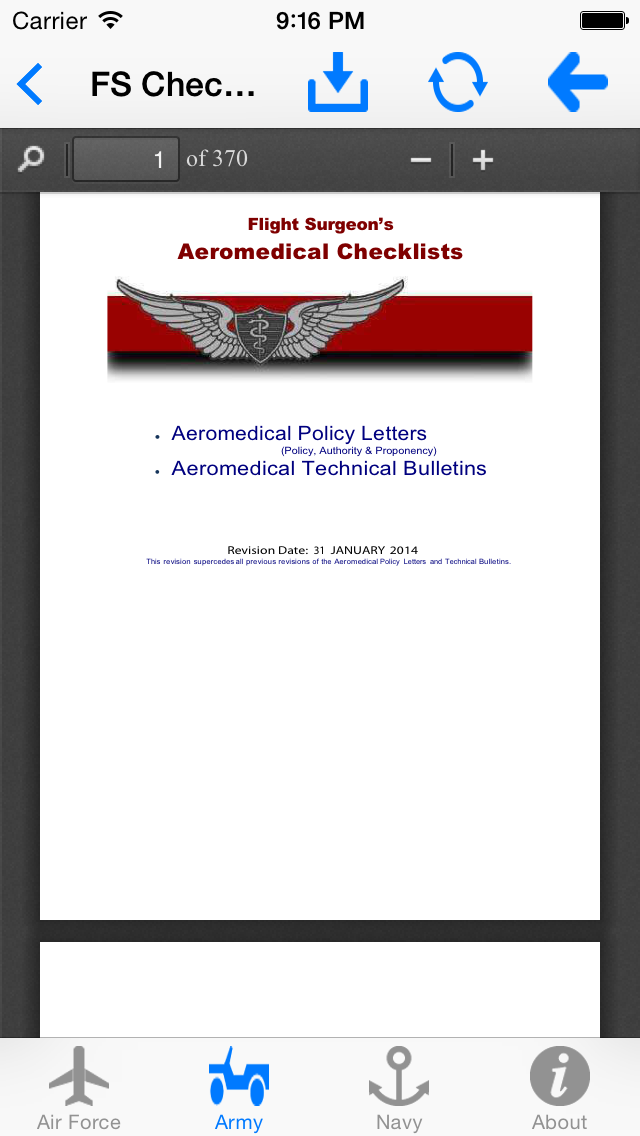 Carrier 9:16 PM
FS Chec...
1 of 370
Flight Surgeon's
Aeromedical Checklists
• Aeromedical Policy Letters
(Policy, Authority & Proponency)
• Aeromedical Technical Bulletins
Revision Date: 31 JANUARY 2014
This revision supercedes all previous revisions of the Aeromedical Policy Letters and Technical Bulletins.
Air Force Army Navy About